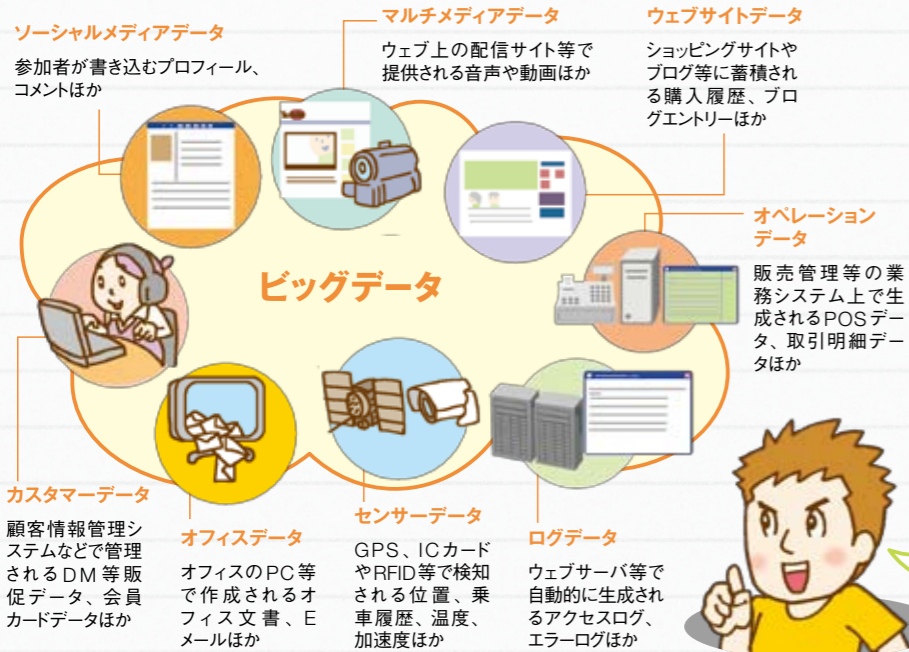 ソーシャルメディアデータ
参加者が書き込むプロフィール、
コメントほか
マルチメディアデータ
ウェブ上の配信サイト等で
提供される音声や動画ほか
ウェブサイトデータ
ショッピングサイトや
ブログ等に蓄積され
る購入履歴、ブロ
グエントリーほか
オペレーション
データ
販売管理等の業
務システム上で生
成されるPOSデー
タ、取引明細デー
タほか
ビッグデータ
カスタマーデータ
顧客情報管理シ
ステムなどで管理
されるDM等販
促データ、会員
カードデータほか
オフィスデータ
オフィスのPC等
で作成されるオ
フィス文書、E
メールほか
センサーデータ
GPS、ICカード
やRFID等で検知
される位置、乗
車履歴、温度、
加速度ほか
ログデータ
ウェブサーバ等で
自動的に生成され
るアクセスログ、
エラーログほか